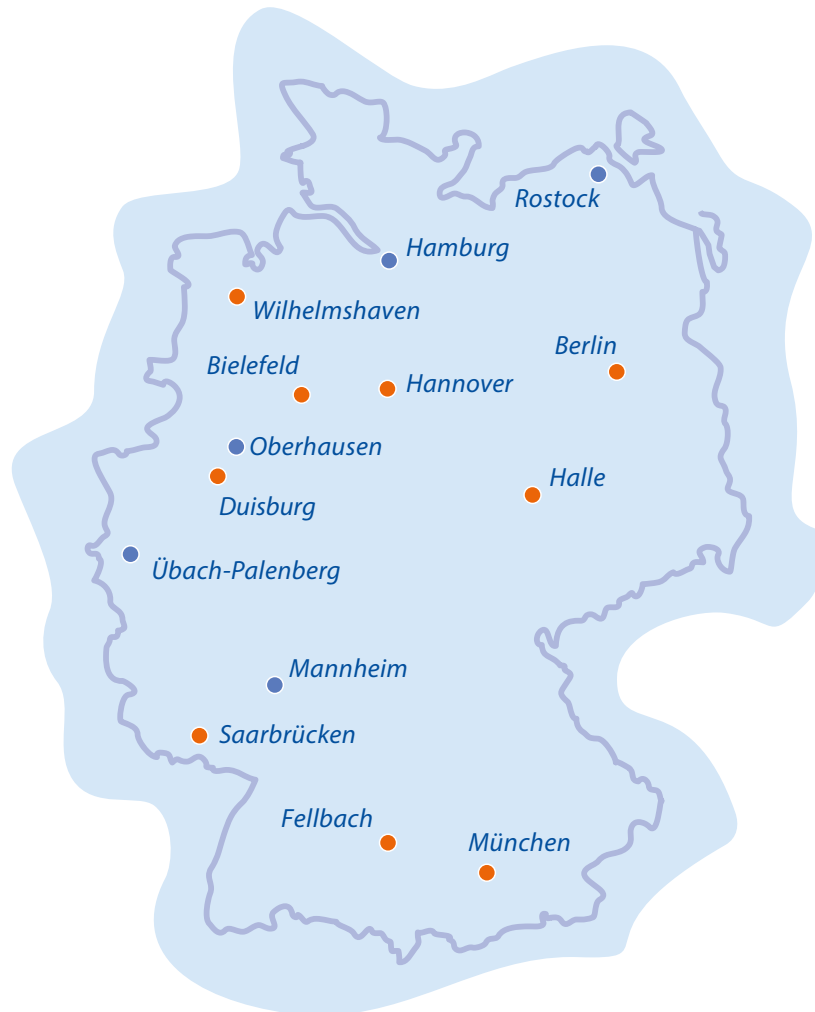 Rostock
Hamburg
Wilhelmshaven
Berlin
Bielefeld
Hannover
Oberhausen
Halle
Duisburg
Übach-Palenberg
Mannheim
Saarbrücken
Fellbach
München